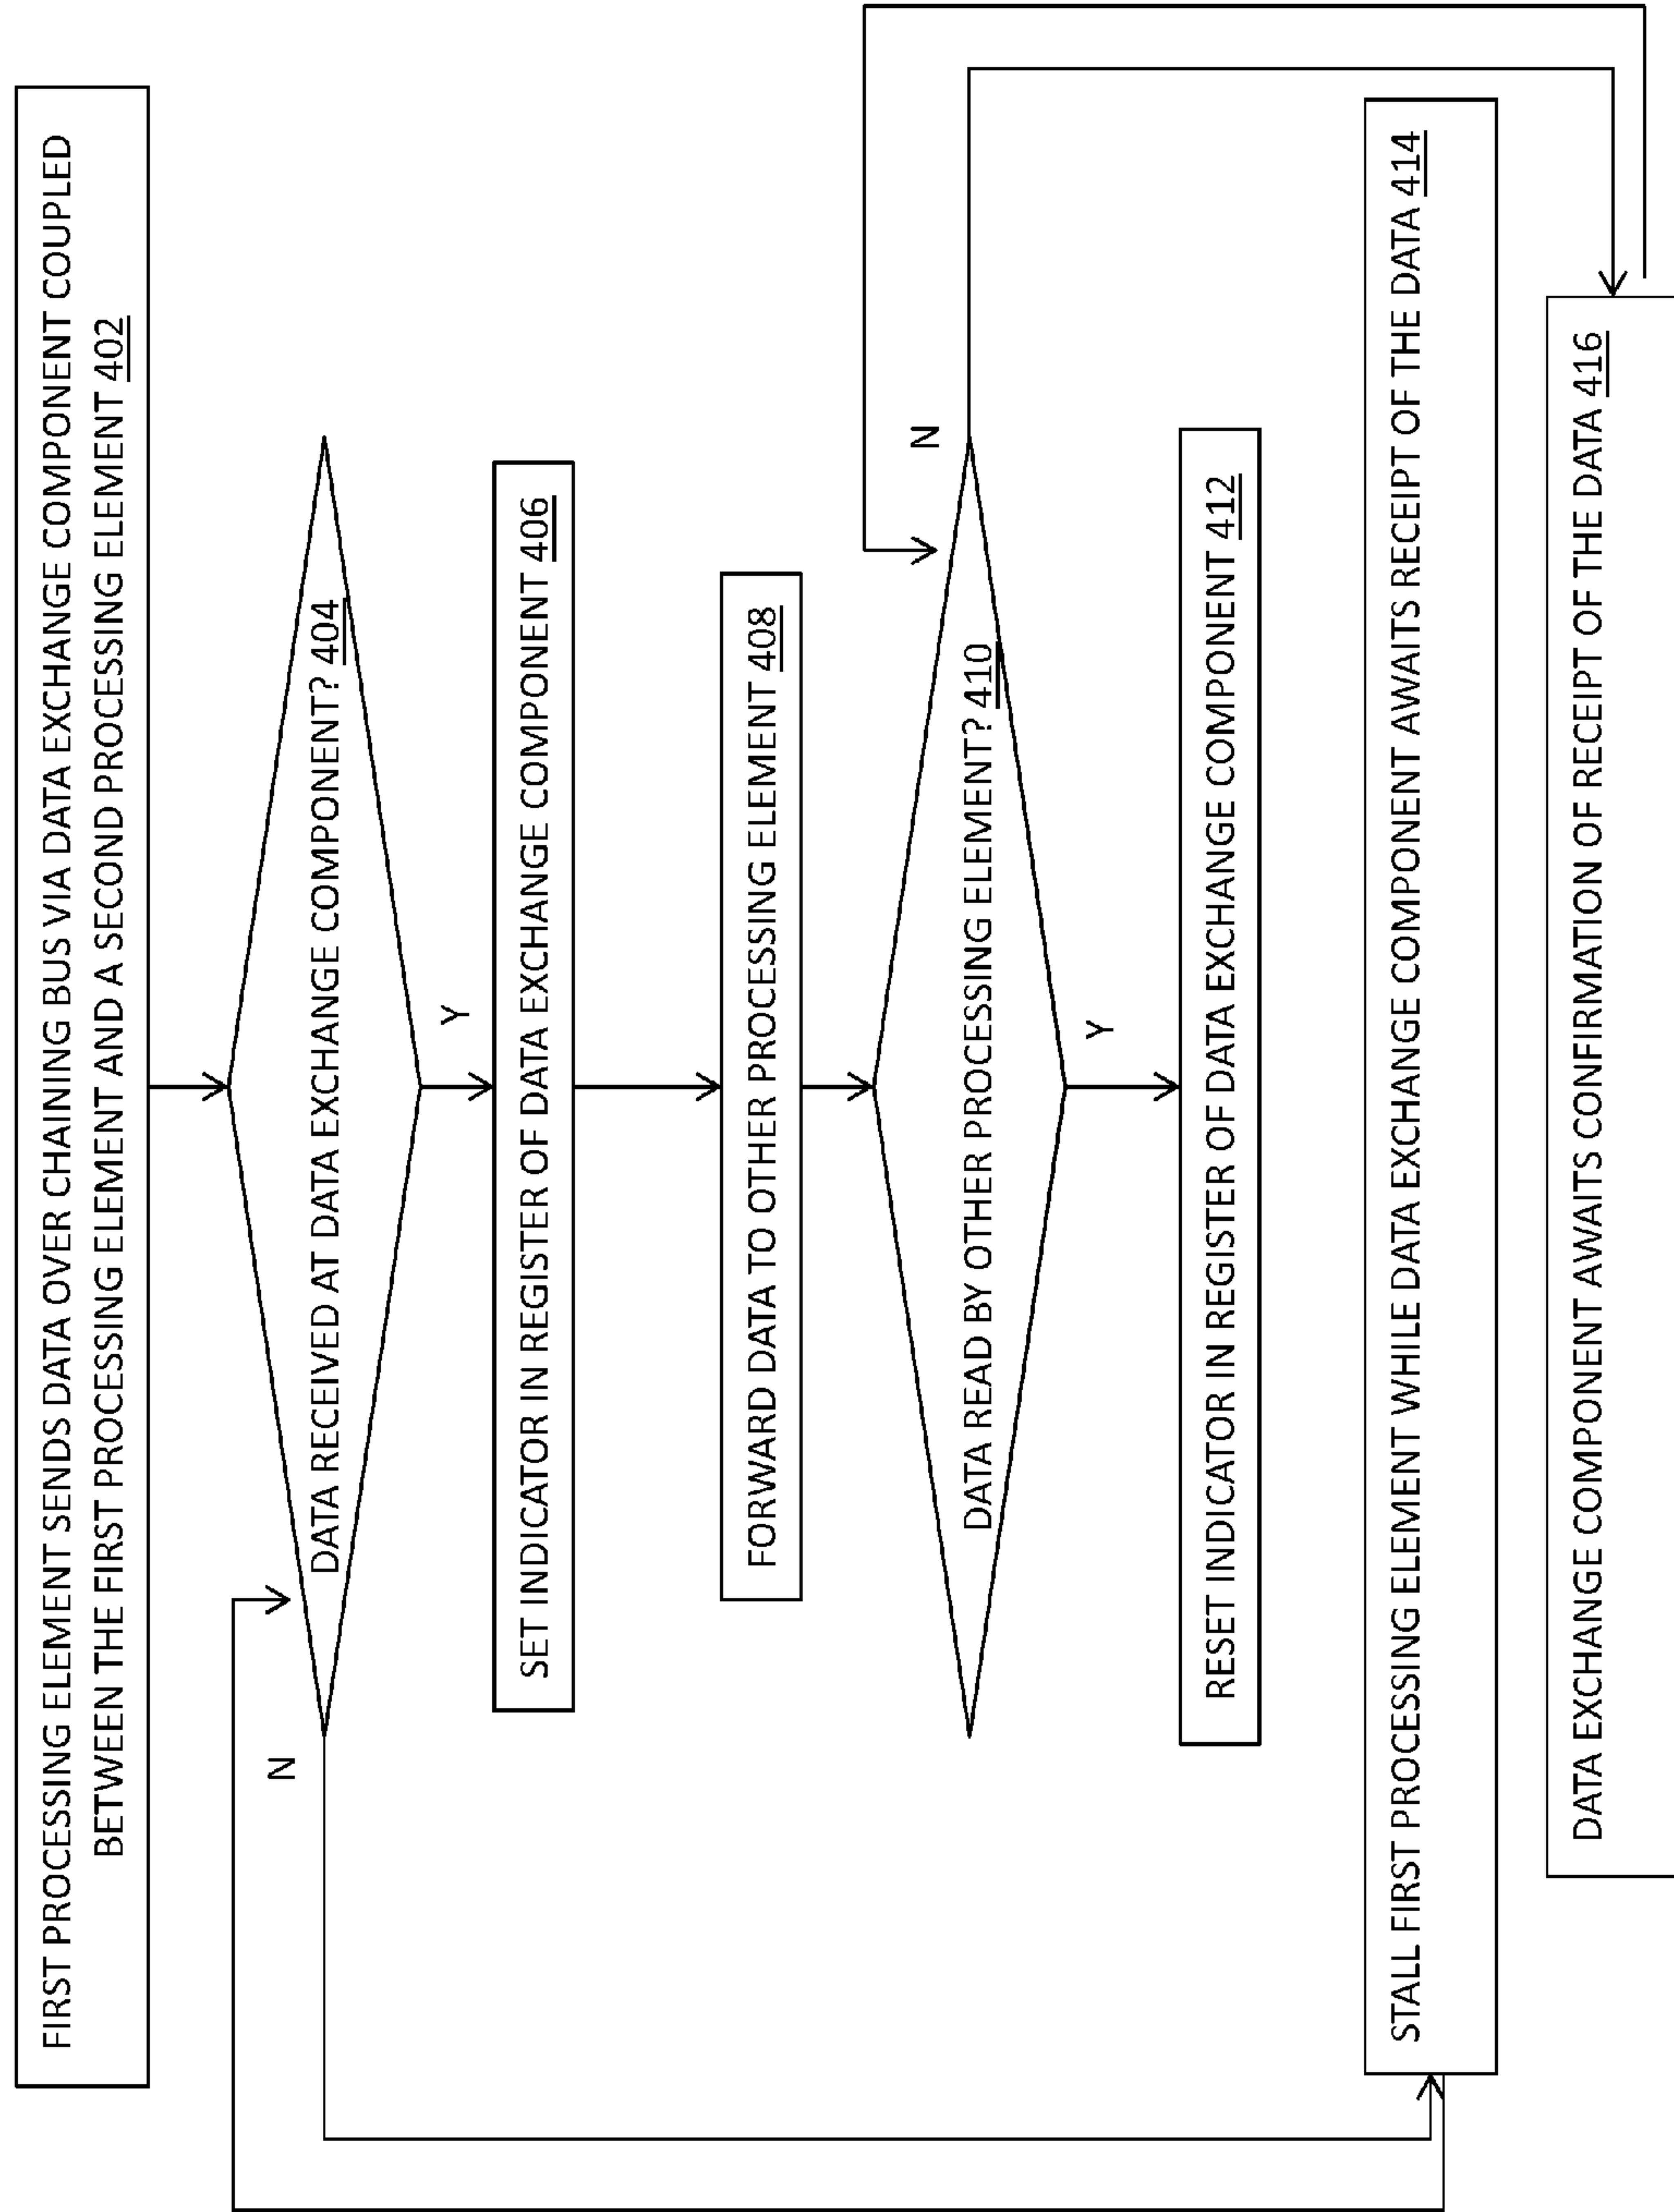 FIRST PROCESSING ELEMENT SENDS DATA OVER CHAINING BUS VIA DATA EXCHANGE COMPONENT COUPLED
BETWEEN THE FIRST PROCESSING ELEMENT AND A SECOND PROCESSING ELEMENT 402
DATA RECEIVED AT DATA EXCHANGE COMPONENT? 404
N
Y
SET INDICATOR IN REGISTER OF DATA EXCHANGE COMPONENT 406
FORWARD DATA TO OTHER PROCESSING ELEMENT 408
N
DATA READ BY OTHER PROCESSING ELEMENT? 410
Y
RESET INDICATOR IN REGISTER OF DATA EXCHANGE COMPONENT 412
STALL FIRST PROCESSING ELEMENT WHILE DATA EXCHANGE COMPONENT AWAITS RECEIPT OF THE DATA 414
DATA EXCHANGE COMPONENT AWAITS CONFIRMATION OF RECEIPT OF THE DATA 416